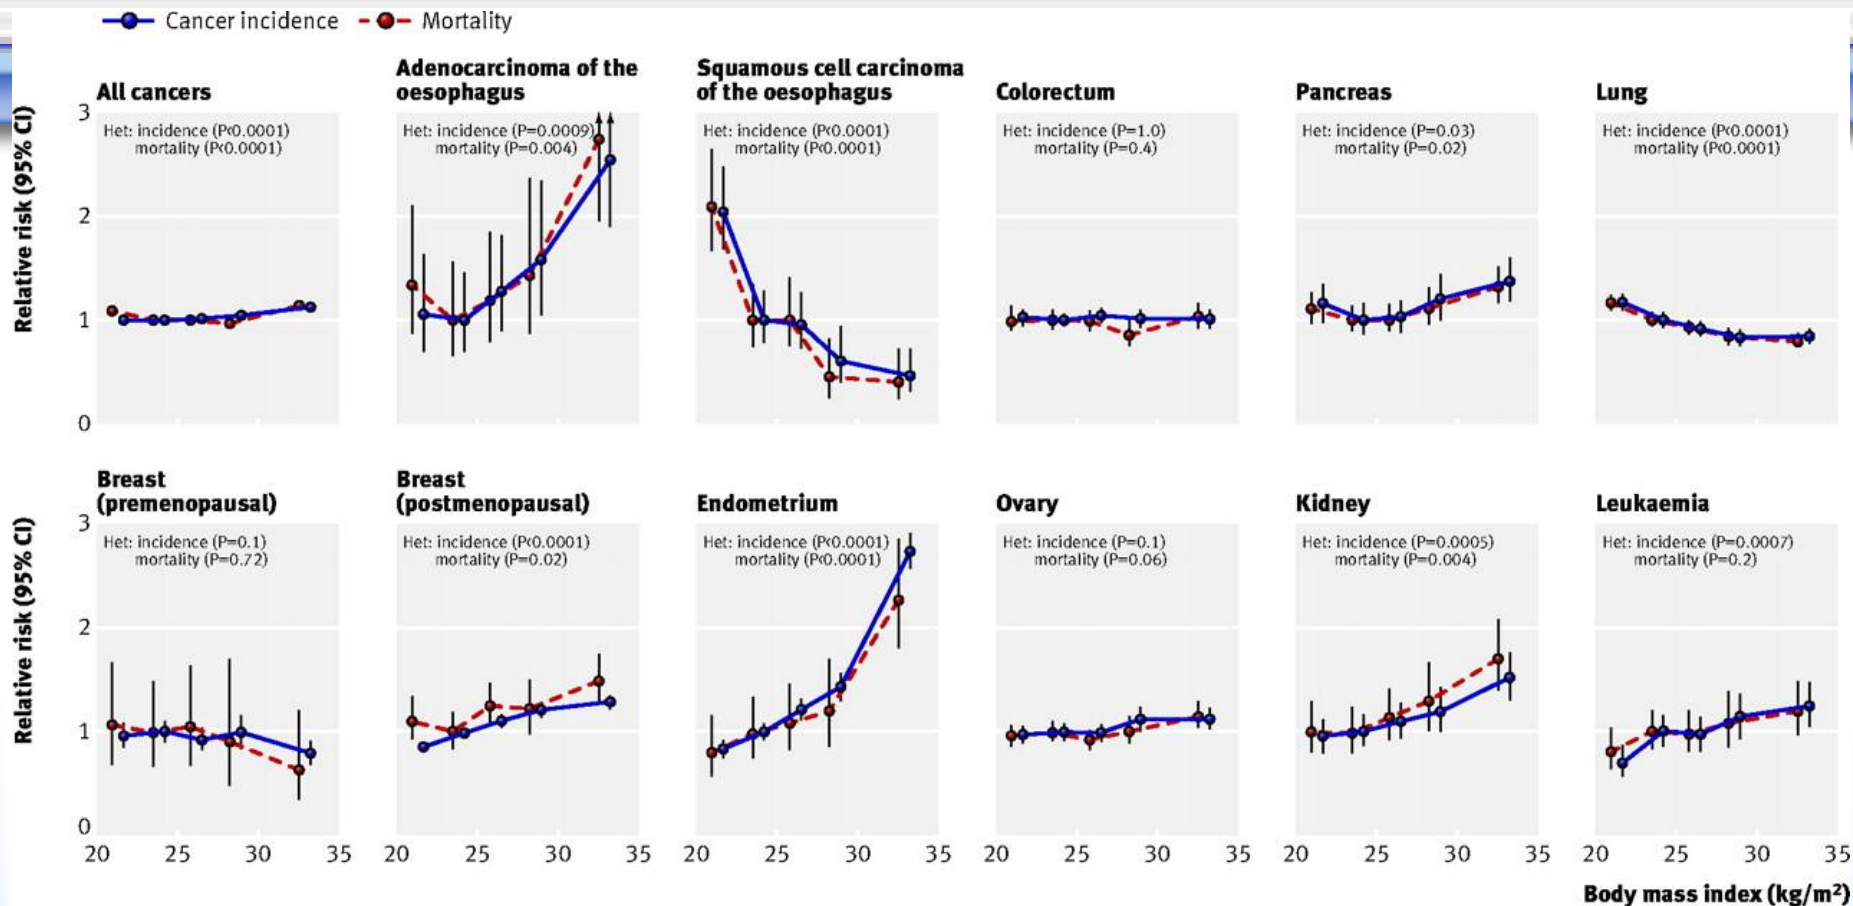 Cancer incidence Mortality
Relative risk (95% CI)
3
2
1
0
All cancers
Het: incidence (P<0.0001)
mortality (P<0.0001)
Adenocarcinoma of the
oesophagus
Het: incidence (P=0.0009)
mortality (P=0.004)
Squamous cell carcinoma
of the oesophagus
Het: incidence (P<0.0001)
mortality (P<0.0001)
Colorectum
Het: incidence (P=1.0)
mortality (P=0.4)
Pancreas
Het: incidence (P=0.03)
mortality (P=0.02)
Lung
Het: incidence (P<0.0001)
mortality (P<0.0001)
Relative risk (95% CI)
3
2
1
0
Breast
(premenopausal)
Het: incidence (P=0.1)
mortality (P=0.72)
Breast
(postmenopausal)
Het: incidence (P<0.0001)
mortality (P=0.02)
Endometrium
Het: incidence (P<0.0001)
mortality (P<0.0001)
Ovary
Het: incidence (P=0.1)
mortality (P=0.06)
Kidney
Het: incidence (P=0.0005)
mortality (P=0.004)
Leukaemia
Het: incidence (P=0.0007)
mortality (P=0.2)
20 25 30 35
20 25 30 35
20 25 30 35
20 25 30 35
20 25 30 35
20 25 30 35
Body mass index (kg/m²)